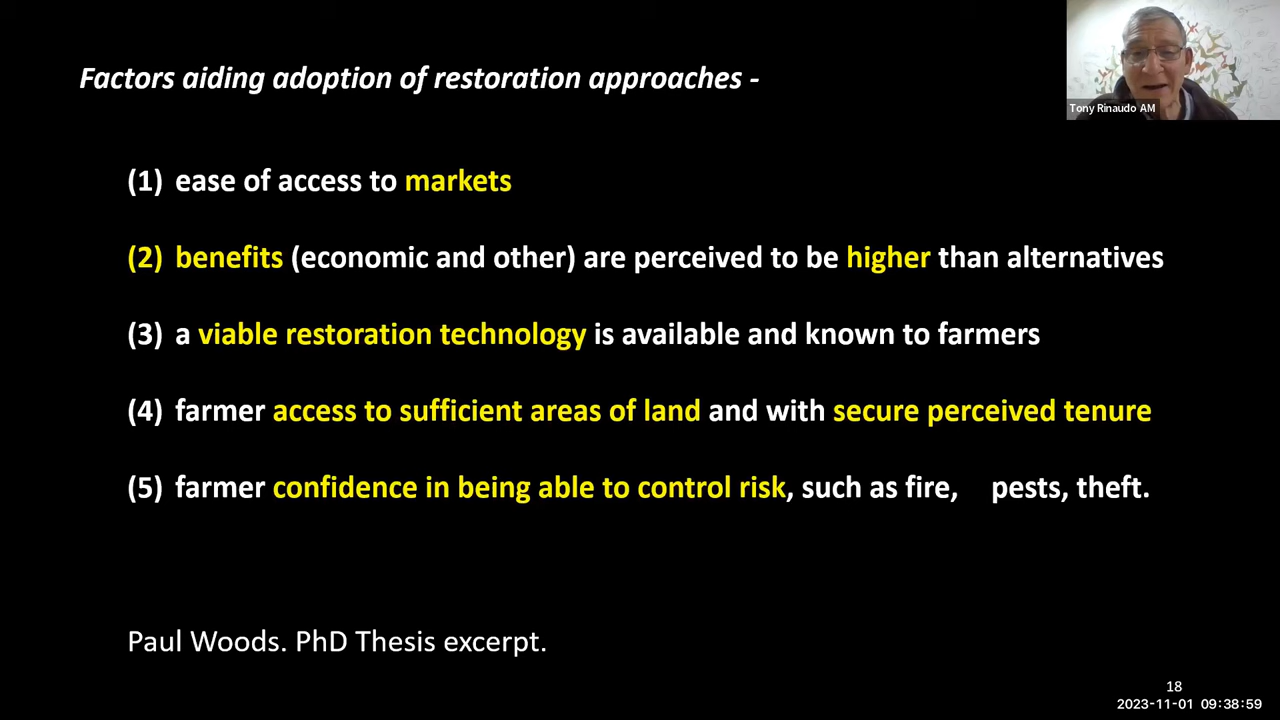 Factors aiding adoption of restoration approaches -
Tony Rinaudo AM
(1) ease of access to markets
(2) benefits (economic and other) are perceived to be higher than alternatives
(3) a viable restoration technology is available and known to farmers
(4) farmer access to sufficient areas of land and with secure perceived tenure
(5) farmer confidence in being able to control risk, such as fire, pests, theft.
Paul Woods. PhD Thesis excerpt.
18
2023-11-01 09:38:59